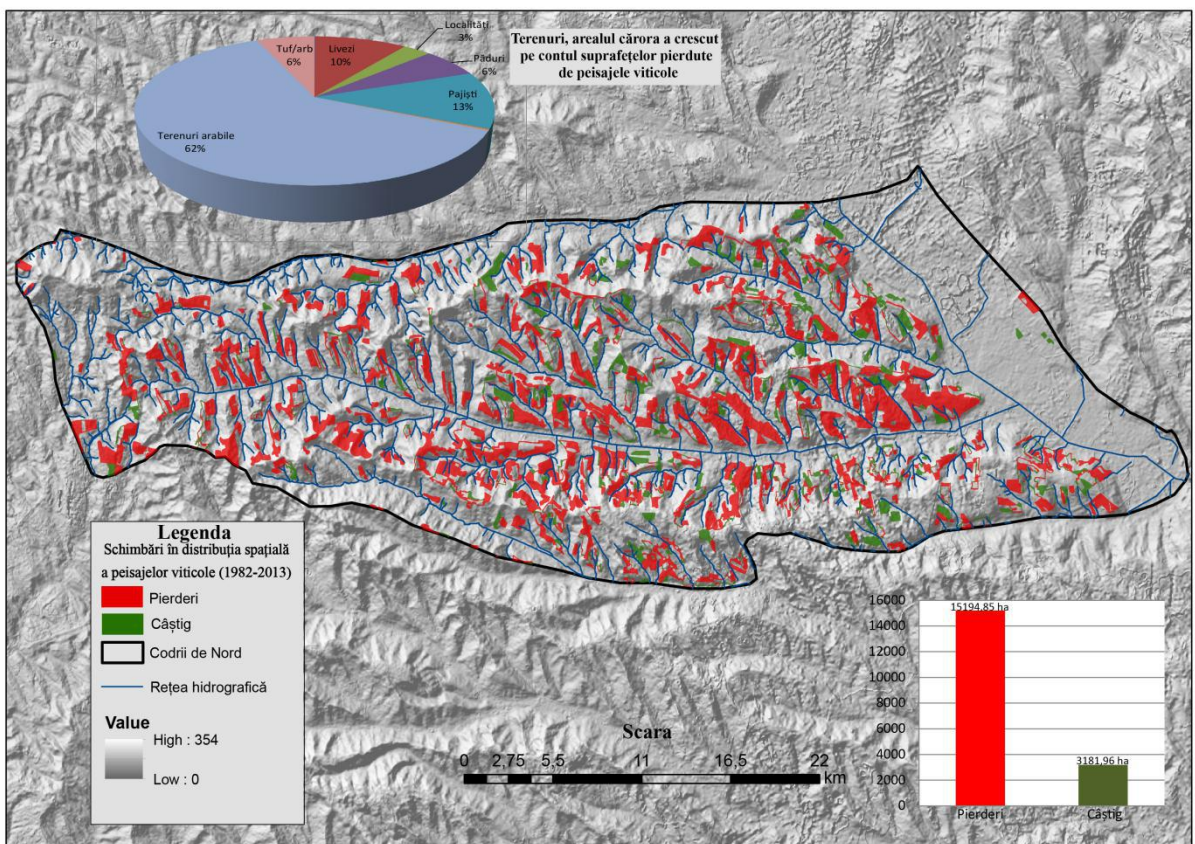 Localități
3%
Tuf/arb
6%
Livezi
10%
Păduri
6%
Pajiști
13%
Terenuri arabile
62%
Terenuri, arealul cărora a crescut
pe contul suprafețelor pierdute
de peisajele viticole
Legenda
Schimbări în distribuția spațială
a peisajelor viticole (1982-2013)
Pierderi
Câștig
Codrii de Nord
Rețea hidrografică
Value
High : 354
Low : 0
Scara
0 2,75 5,5 11 16,5 22
km
16000
14000
12000
10000
8000
6000
4000
2000
0
15194,85 ha
3181,96 ha
Pierderi
Câștig